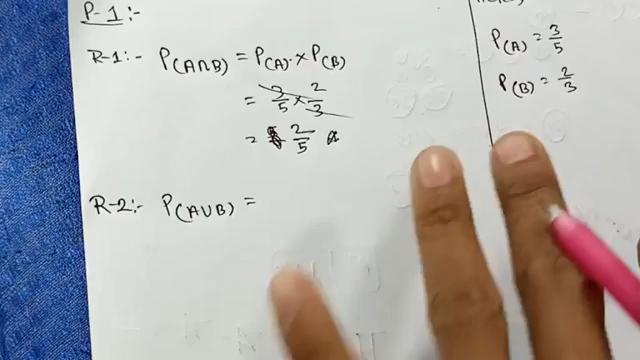 P-1:-
R-1:- P(A∩B) = P(A) . × P(B)
= 3/5 × 2/3
= 2/5
R-2:- P(A∪B) =
P(A) = 3/5
P(B) = 2/3